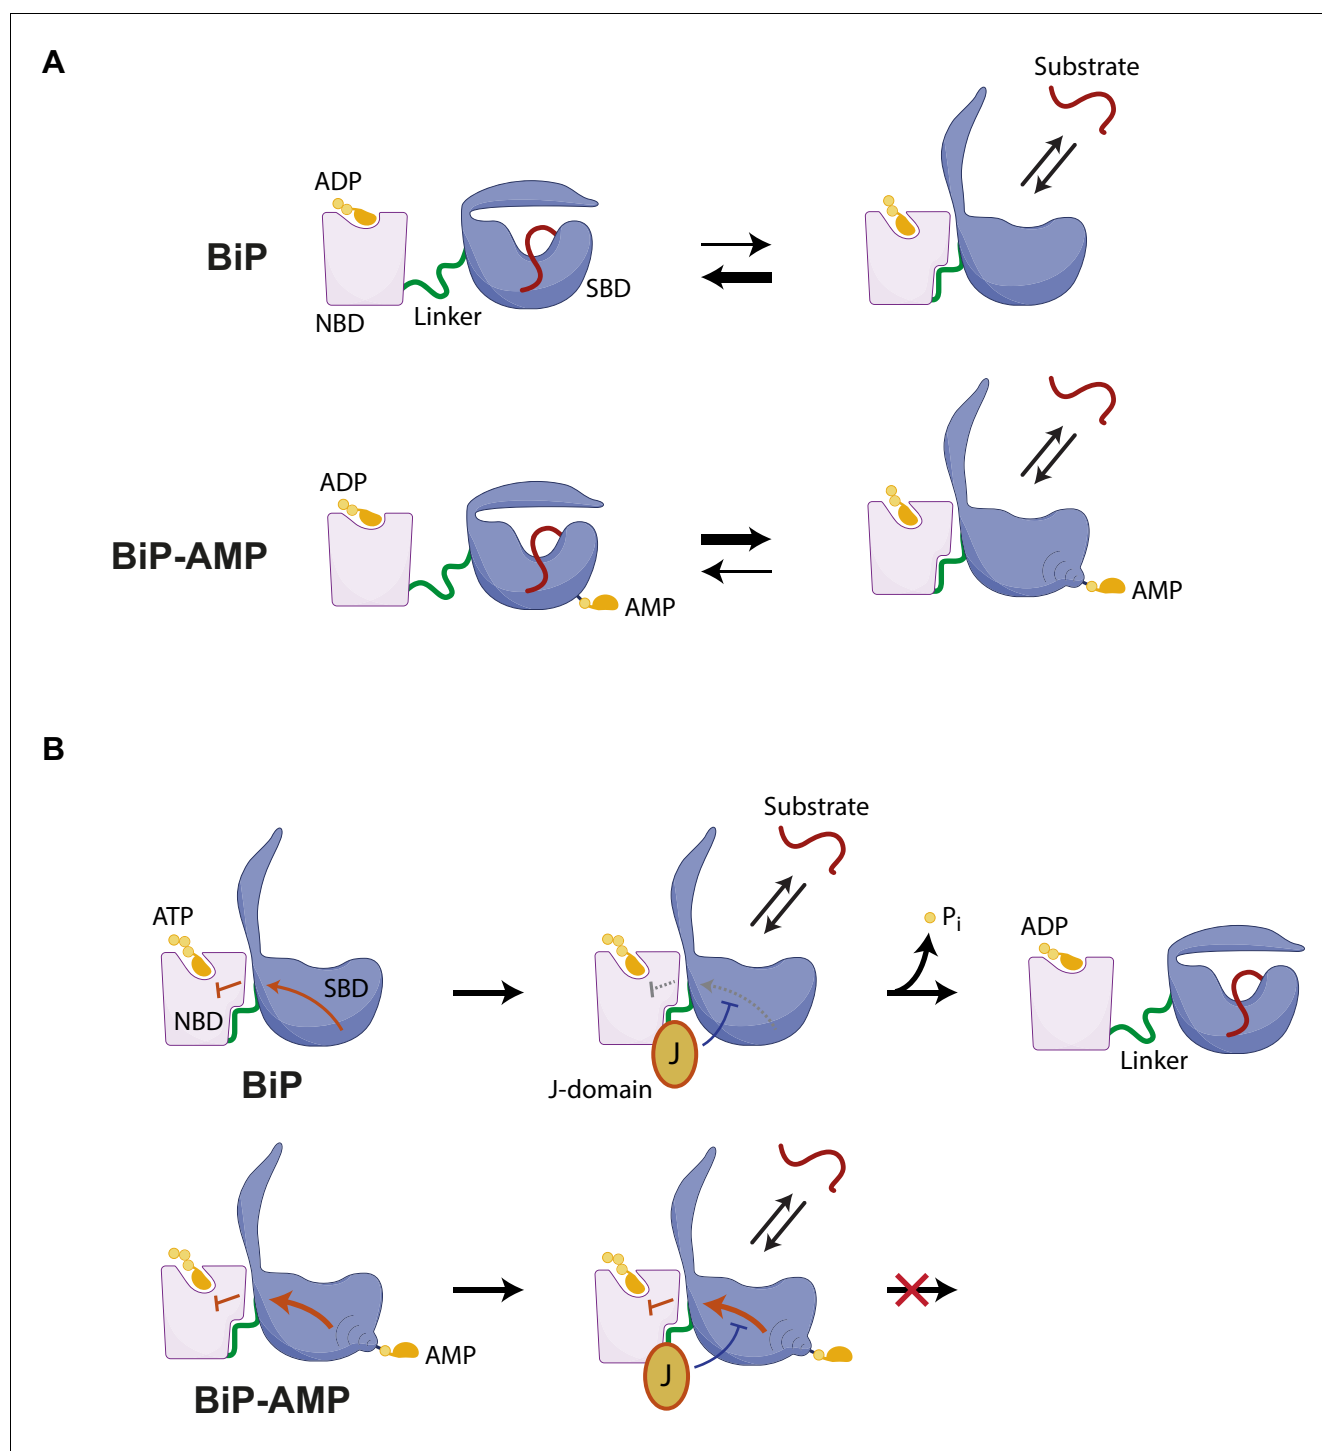 A
Substrate
ADP
BiP
SBD
NBD
Linker
ADP
BiP-AMP
AMP
AMP
B
Substrate
ATP
Pi
ADP
SBD
NBD
J
Linker
BiP
J-domain
AMP
J
BiP-AMP